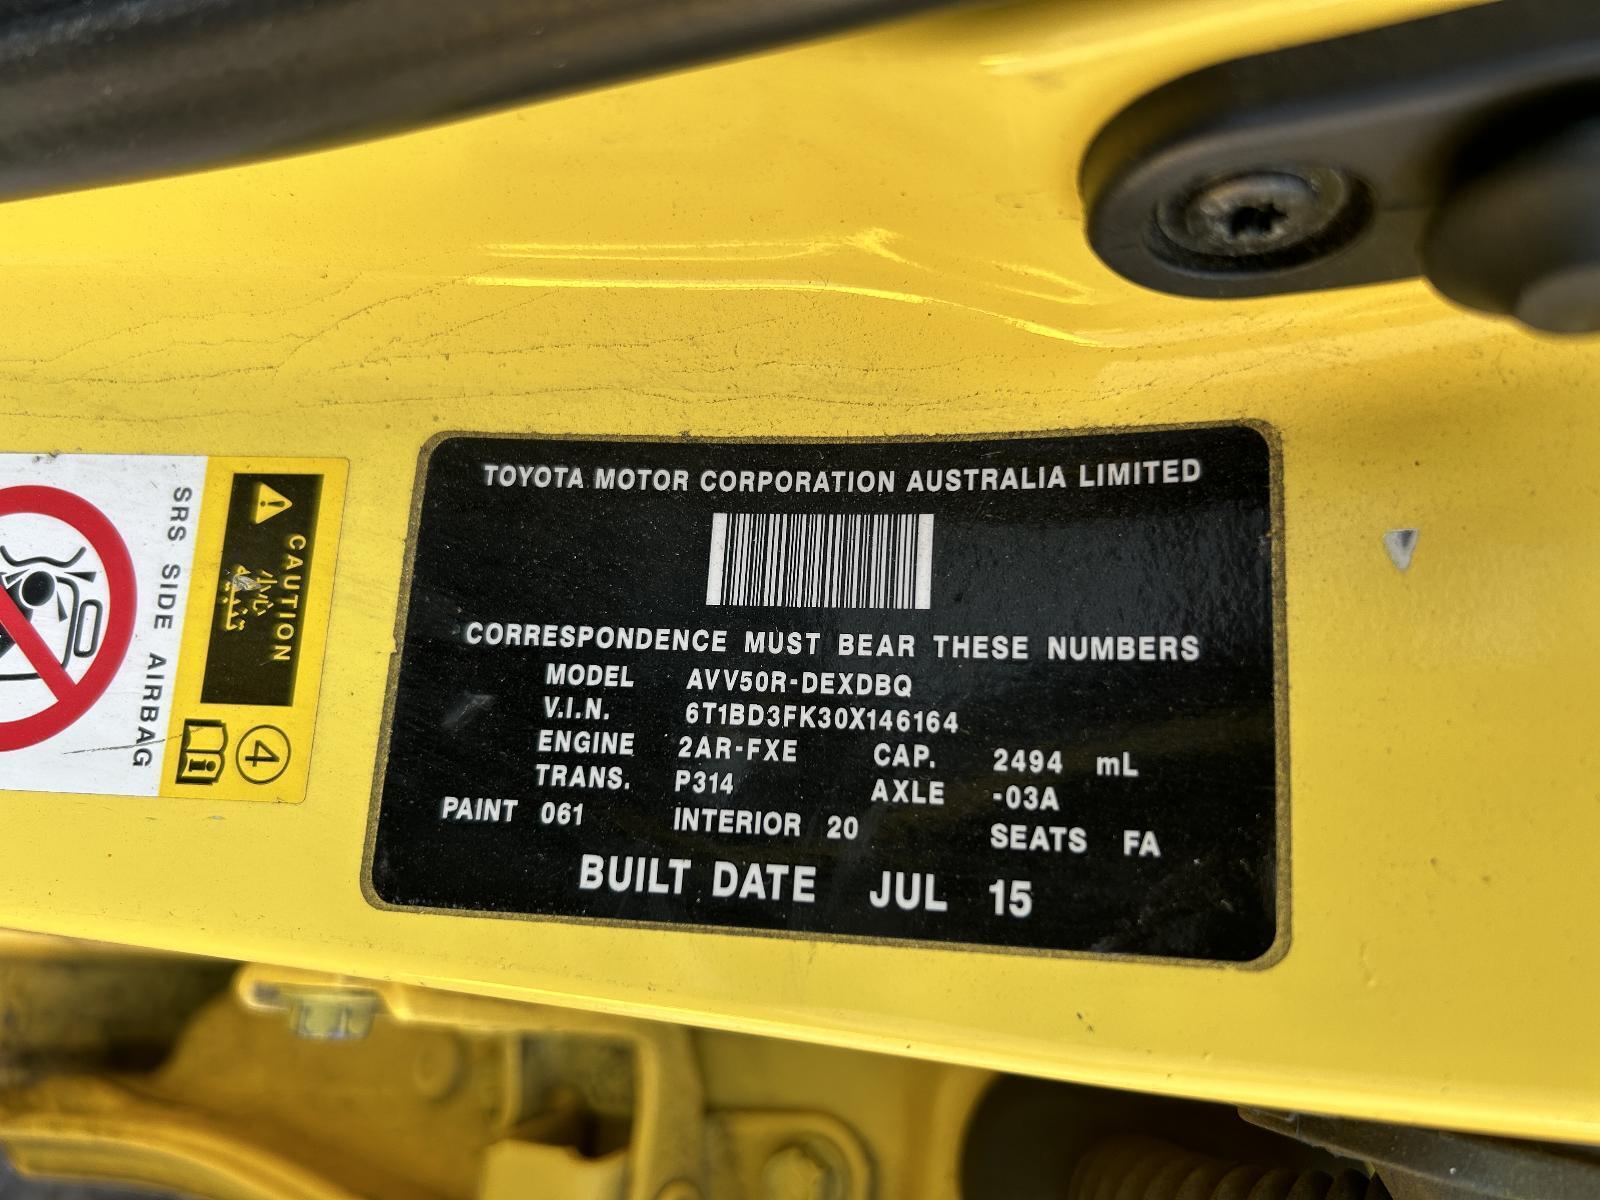 TOYOTA MOTOR CORPORATION AUSTRALIA LIMITED
CORRESPONDENCE MUST BEAR THESE NUMBERS
MODEL AVV50R-DEXDBQ
V.I.N. 6T1BD3FK30X146164
ENGINE 2AR-FXE CAP. 2494 mL
TRANS. P314 AXLE -03A
PAINT 061 INTERIOR 20 SEATS FA
BUILT DATE JUL 15
CAUTION
4
SRS SIDE AIRBAG